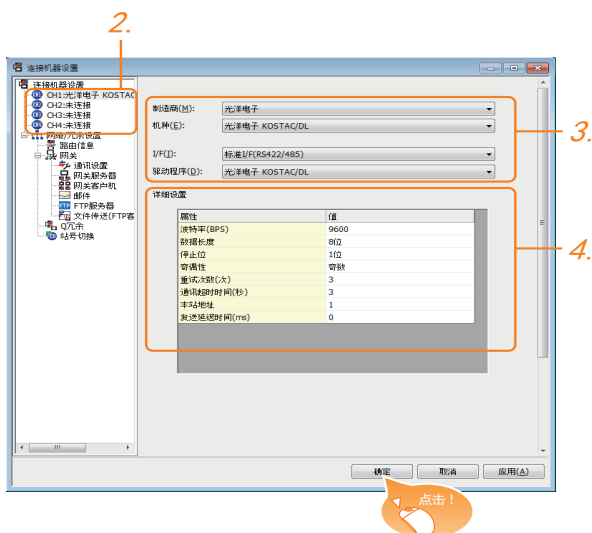 2.
连接机器设置
连接机器设置
CH1:光洋电子 KOSTAC
CH2:未连接
CH3:未连接
CH4:未连接
网络/冗余设置
路由信息
网关
通讯设置
网关服务器
网关客户机
邮件
FTP服务器
文件传送(FTP客
Q冗余
站号切换
制造商(M): 光洋电子
机种(E): 光洋电子 KOSTAC/DL
I/F(I): 标准I/F(RS422/485)
驱动程序(D): 光洋电子 KOSTAC/DL
3.
详细设置
属性 值
波特率(BPS) 9600
数据长度 8位
停止位 1位
奇偶性 奇数
重试次数(次) 3
通讯超时时间(秒) 3
本站地址 1
发送延迟时间(ms) 0
4.
确定 取消 应用(A)
点击！